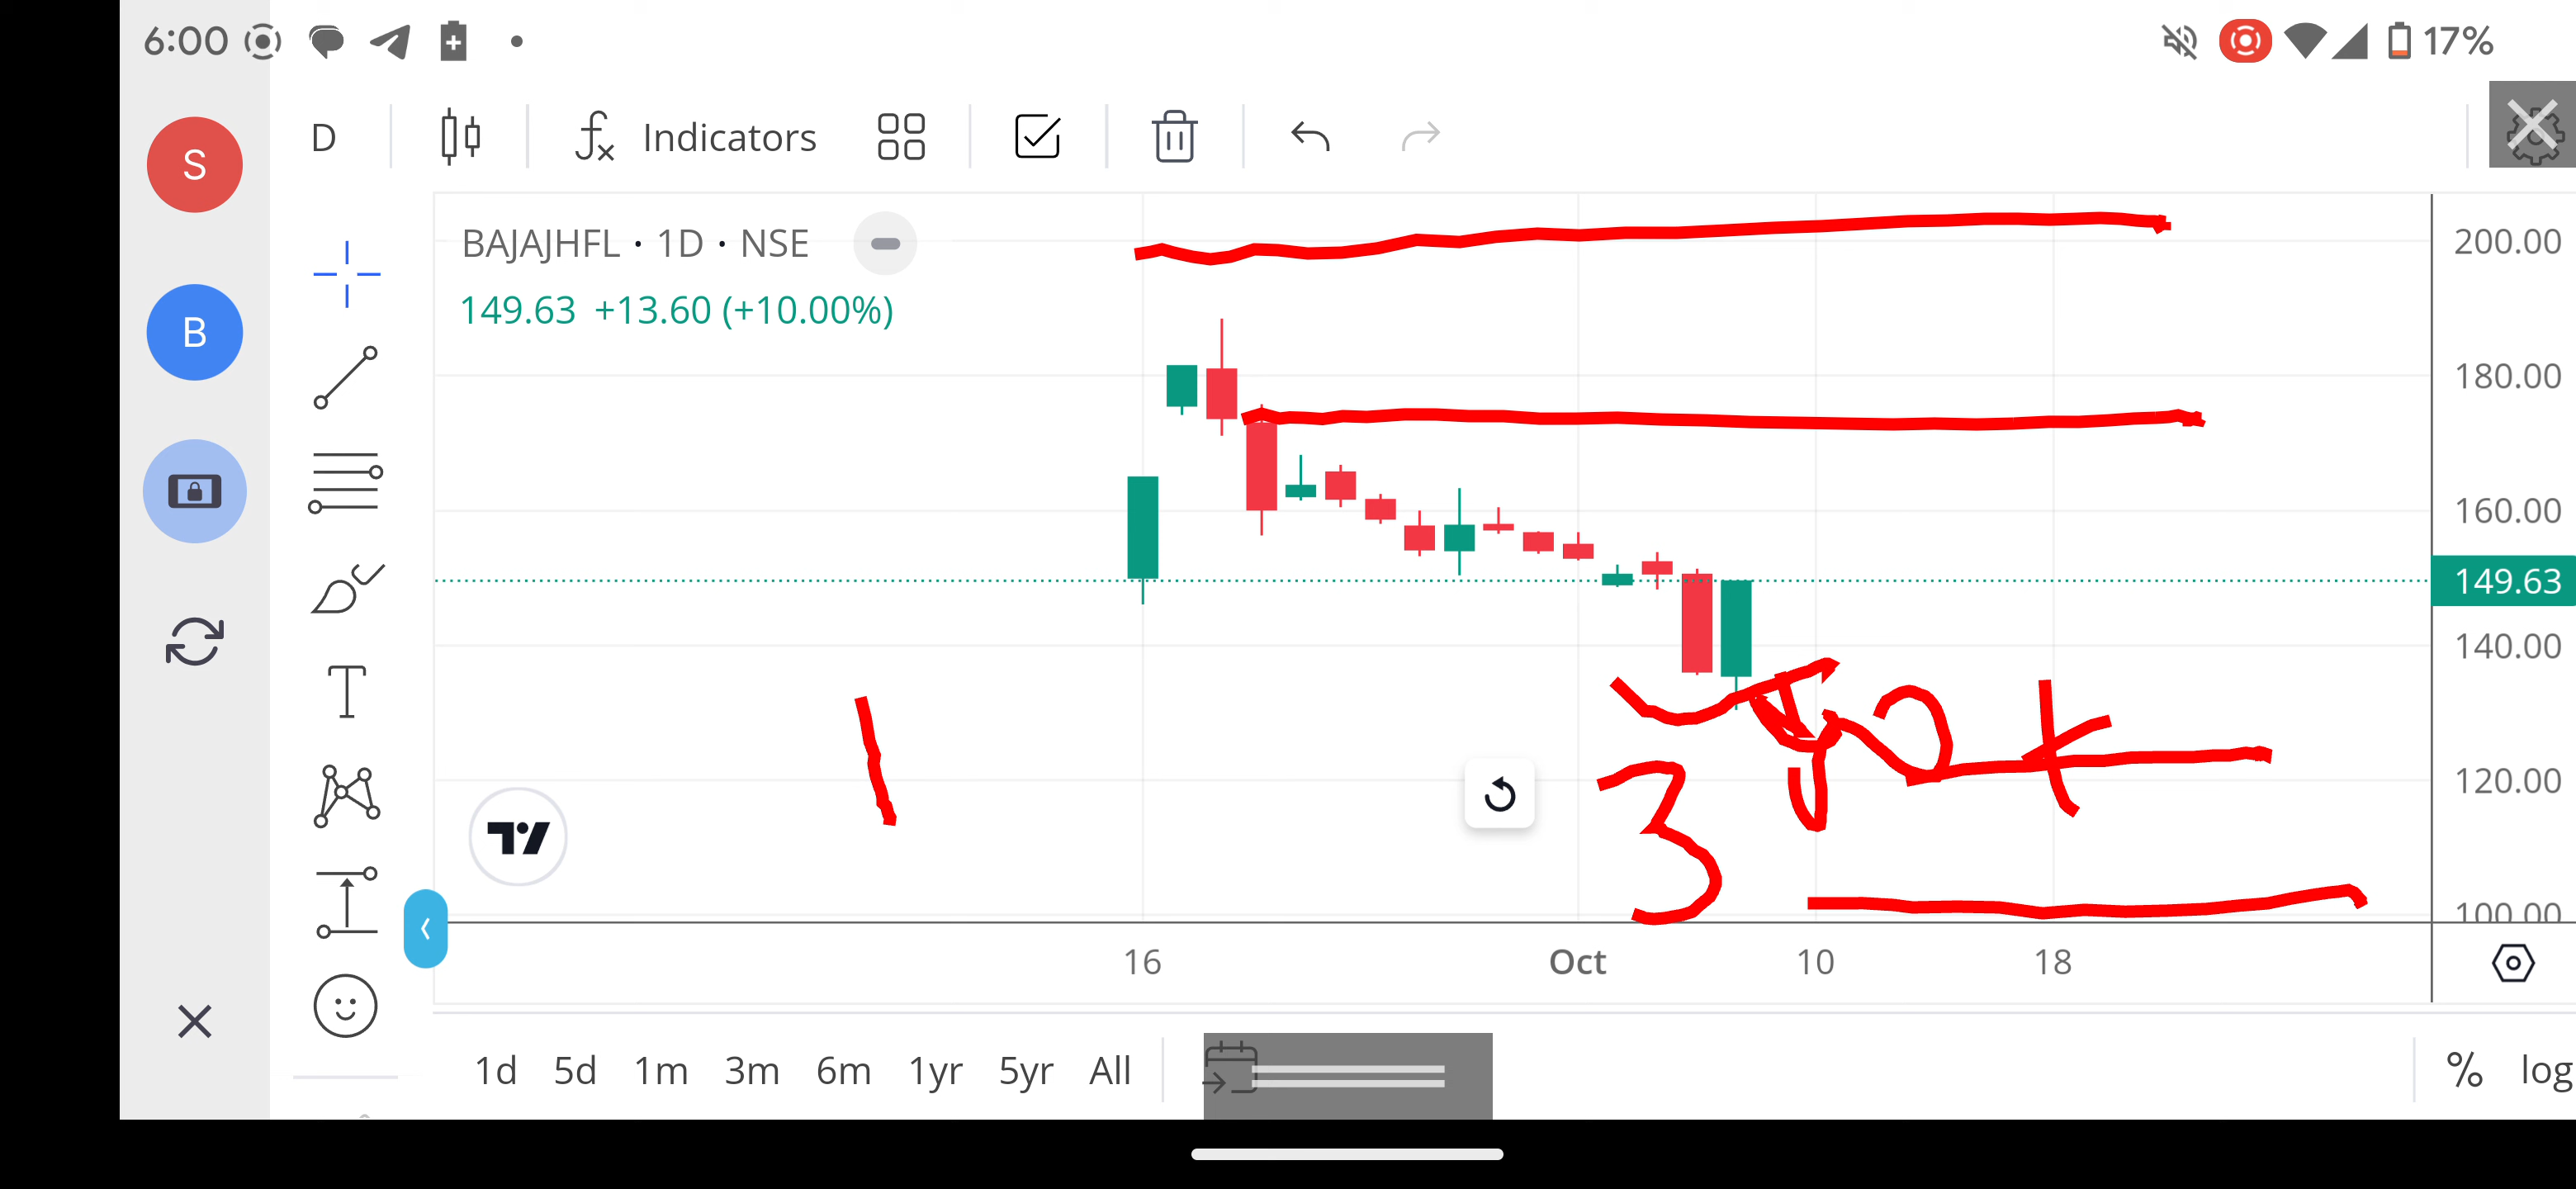 6:00 17%
S
B
D Indicators
BAJAJHFL · 1D · NSE
149.63 +13.60 (+10.00%)
200.00
180.00
160.00
149.63
140.00
120.00
100.00
3
16 Oct 10 18
1d 5d 1m 3m 6m 1yr 5yr All % log